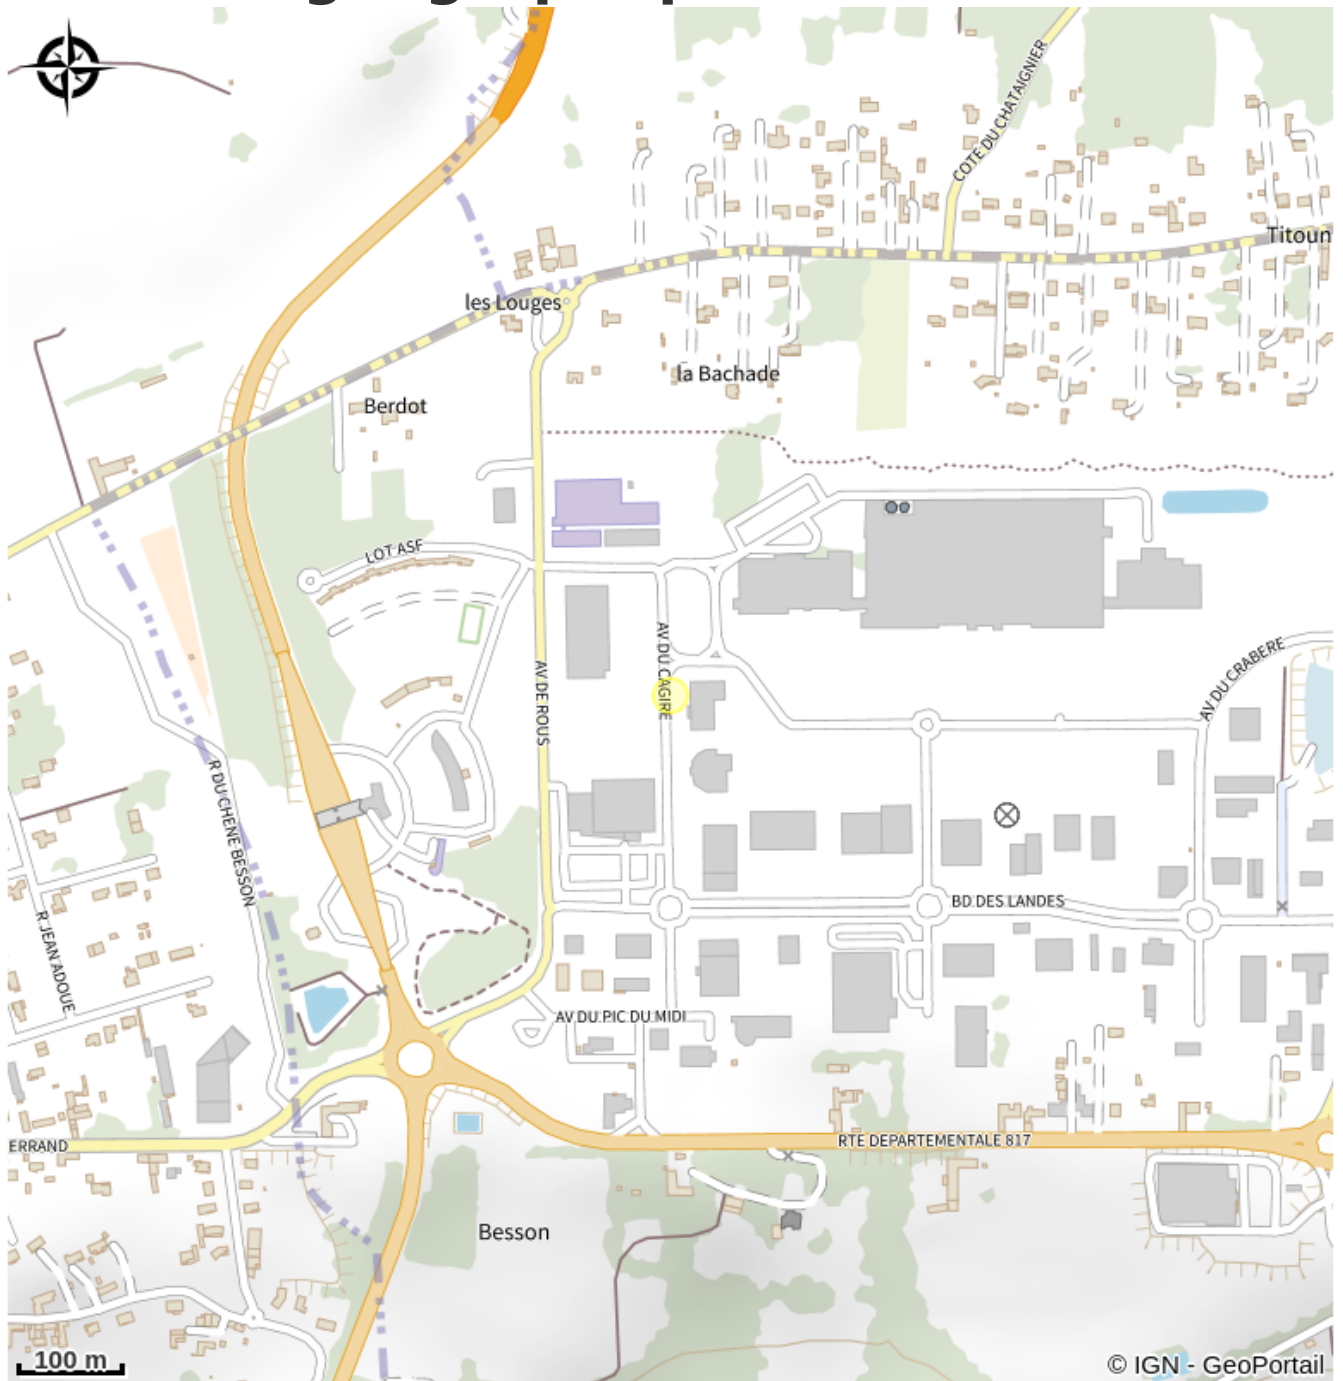 COTE DU CHATAIGNIER
Titoun
les Louges
la Bachade
Berdot
LOT ASF
AV DU CAGIRE
AV DE ROUS
AV DU CRABERE
R DU CHENE BESSON
BD DES LANDES
R JEAN ADOUE
AV DU PIC DU MIDI
ERRAND
RTE DEPARTEMENTALE 817
Besson
100 m
© IGN - GeoPortail